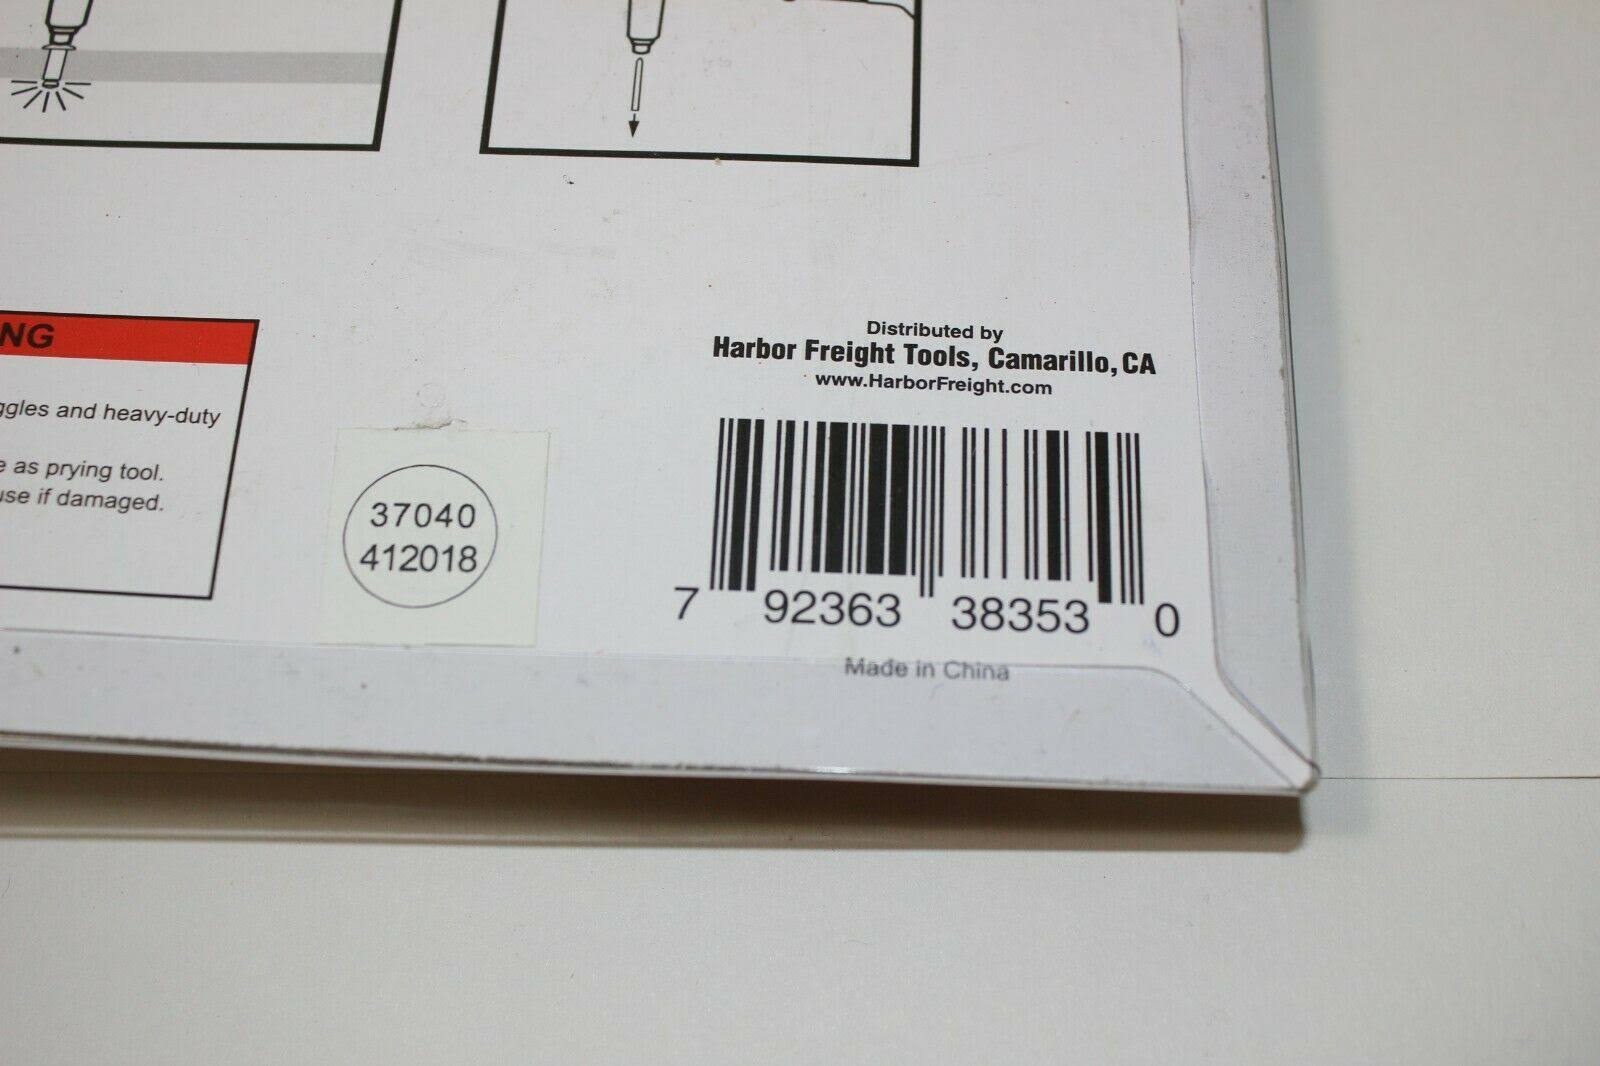 NG
ggles and heavy-duty
e as prying tool.
use if damaged.
37040
412018
Distributed by
Harbor Freight Tools, Camarillo, CA
www.HarborFreight.com
7 92363 38353 0
Made in China